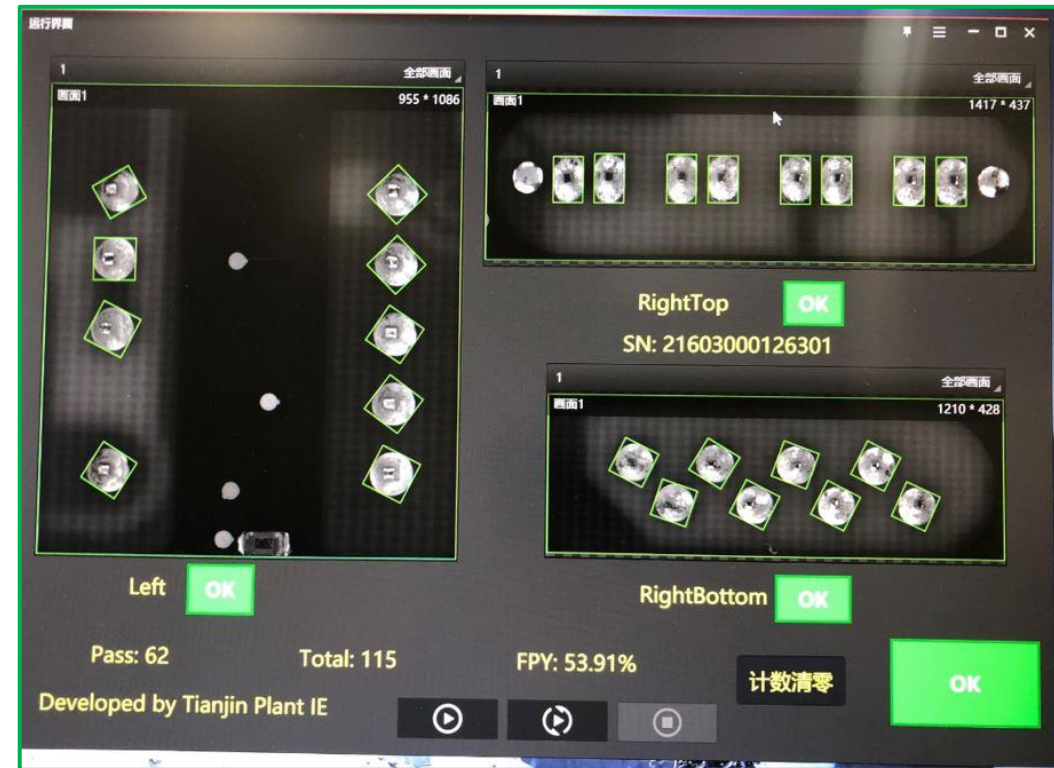 运行界面
1 全部画面
画面1 955 * 1086
1 全部画面
画面1 1417 * 437
RightTop OK
SN: 21603000126301
1 全部画面
画面1 1210 * 428
Left OK
RightBottom OK
Pass: 62 Total: 115 FPY: 53.91% 计数清零 OK
Developed by Tianjin Plant IE